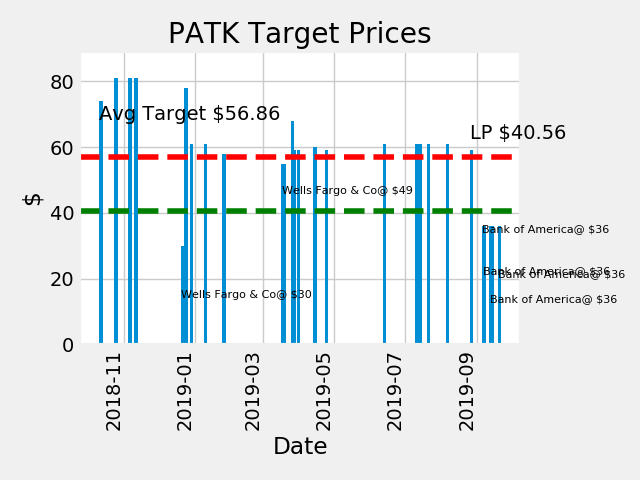 PATK Target Prices
80
60
40
20
0
$
Avg Target $56.86
LP $40.56
Wells Fargo & Co@ $49
Bank of America@ $36
Bank of America@ $36
Bank of America@ $36
Wells Fargo & Co@ $30
Bank of America@ $36
2018-11
2019-01
2019-03
2019-05
2019-07
2019-09
Date